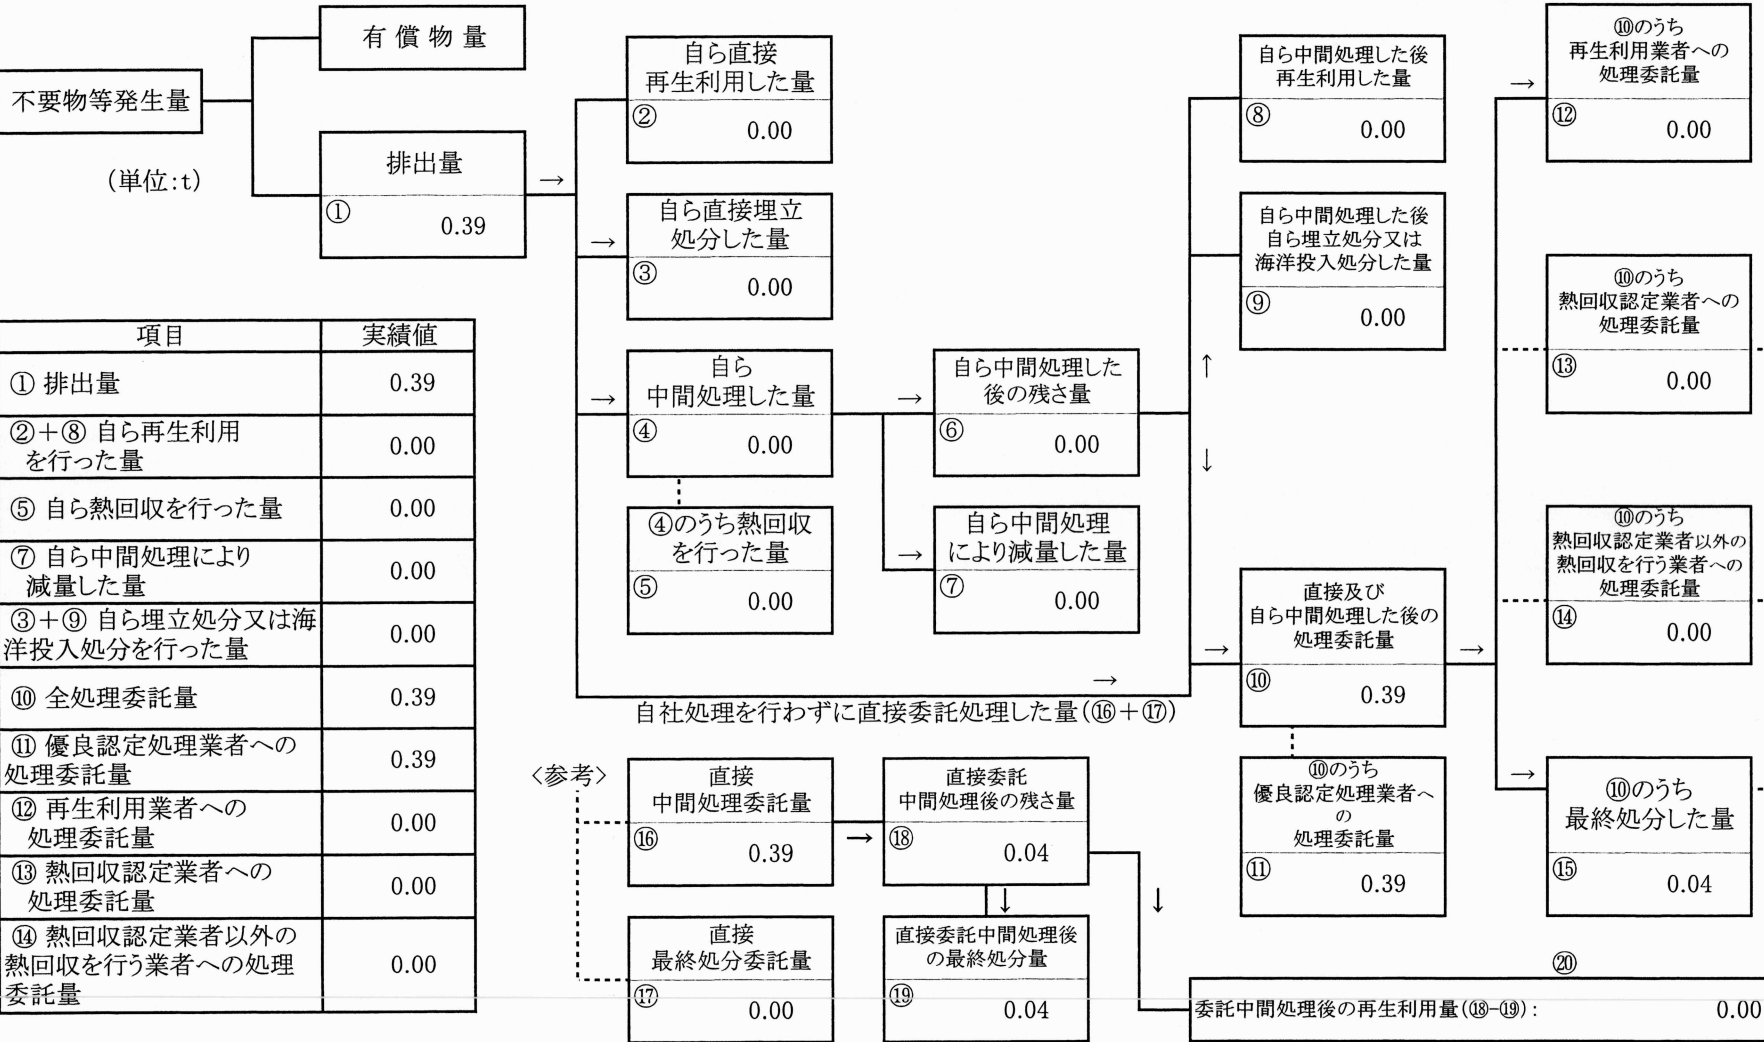 有償物量
不要物等発生量
(単位:t)
排出量
① 0.39
→
自ら直接
再生利用した量
② 0.00
→
自ら直接埋立
処分した量
③ 0.00
→
自ら
中間処理した量
④ 0.00
④のうち熱回収
を行った量
⑤ 0.00
→
自ら中間処理した
後の残さ量
⑥ 0.00
→
自ら中間処理
により減量した量
⑦ 0.00
↑
↓
自ら中間処理した後
再生利用した量
⑧ 0.00
自ら中間処理した後
自ら埋立処分又は
海洋投入処分した量
⑨ 0.00
→
自社処理を行わずに直接委託処理した量(⑯+⑰)
→
直接及び
自ら中間処理した後の
処理委託量
⑩ 0.39
⑩のうち
優良認定処理業者へ
の
処理委託量
⑪ 0.39
→
→
⑩のうち
再生利用業者への
処理委託量
⑫ 0.00
⑩のうち
熱回収認定業者への
処理委託量
⑬ 0.00
⑩のうち
熱回収認定業者以外の
熱回収を行う業者への
処理委託量
⑭ 0.00
→
⑩のうち
最終処分した量
⑮ 0.04
項目 実績値
① 排出量 0.39
②+⑧ 自ら再生利用
を行った量 0.00
⑤ 自ら熱回収を行った量 0.00
⑦ 自ら中間処理により
減量した量 0.00
③+⑨ 自ら埋立処分又は海
洋投入処分を行った量 0.00
⑩ 全処理委託量 0.39
⑪ 優良認定処理業者への
処理委託量 0.39
⑫ 再生利用業者への
処理委託量 0.00
⑬ 熱回収認定業者への
処理委託量 0.00
⑭ 熱回収認定業者以外の
熱回収を行う業者への処理
委託量 0.00
〈参考〉
直接
中間処理委託量
⑯ 0.39
→
直接委託
中間処理後の残さ量
⑱ 0.04
↓
↓
直接
最終処分委託量
⑰ 0.00
直接委託中間処理後
の最終処分量
⑲ 0.04
⑳
委託中間処理後の再生利用量(⑱-⑲): 0.00